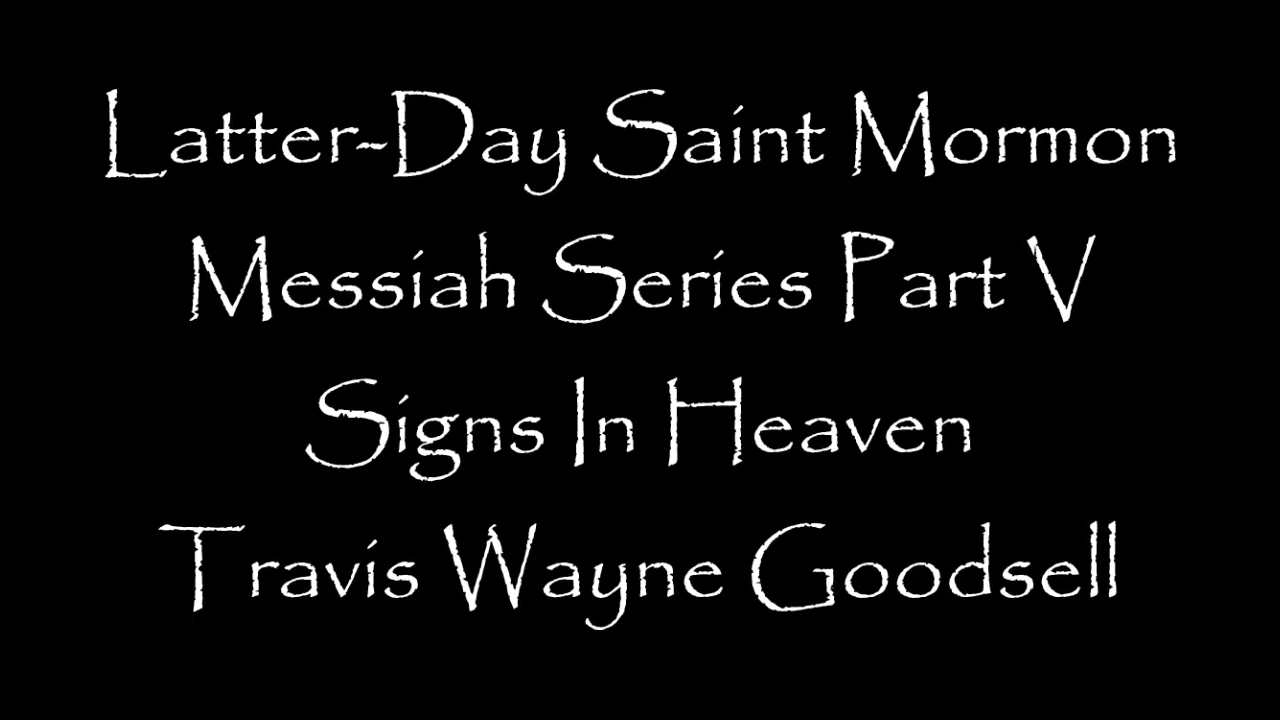 Latter-Day Saint Mormon
Messiah Series Part V
Signs In Heaven
Travis Wayne Goodsell